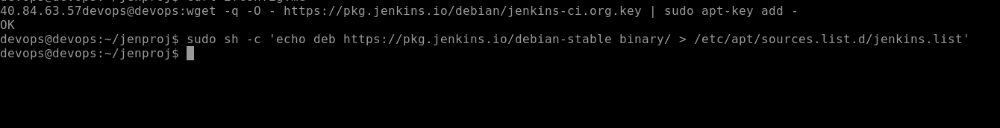 40.84.63.57devops@devops:wget -q -O - https://pkg.jenkins.io/debian/jenkins-ci.org.key | sudo apt-key add -
OK
devops@devops:~/jenproj$ sudo sh -c 'echo deb https://pkg.jenkins.io/debian-stable binary/ > /etc/apt/sources.list.d/jenkins.list'
devops@devops:~/jenproj$